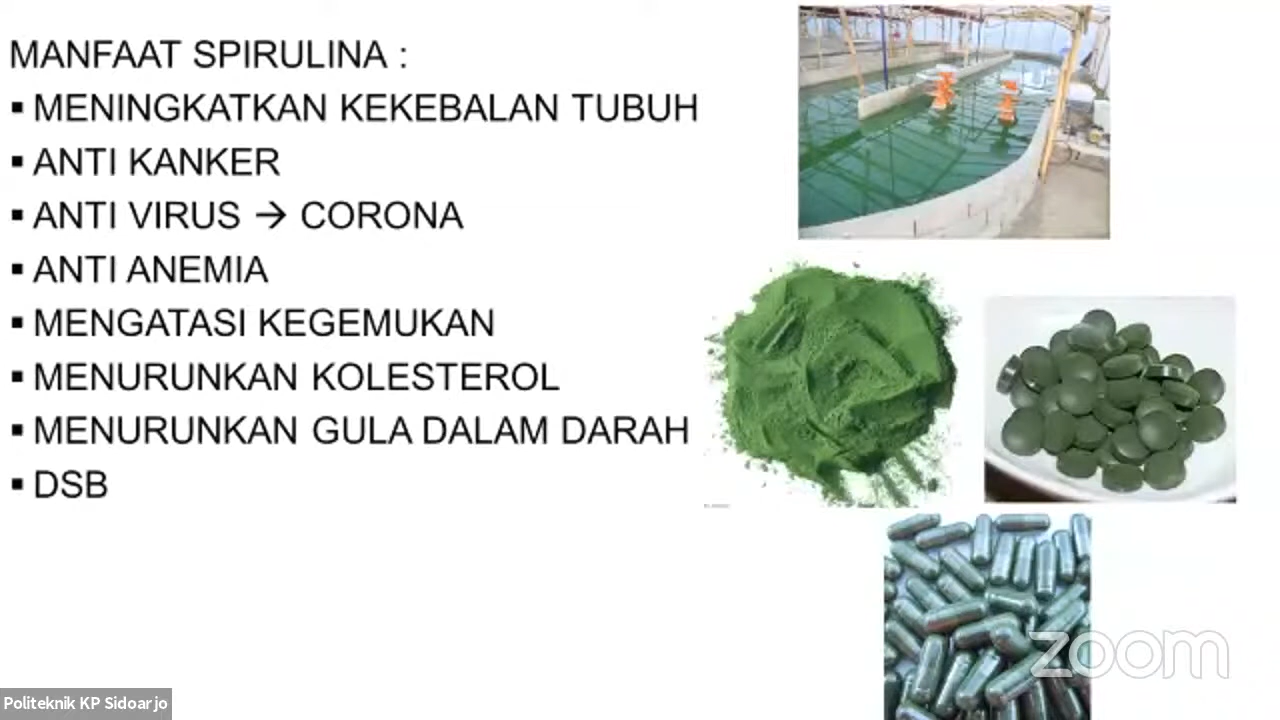 MANFAAT SPIRULINA :
▪ MENINGKATKAN KEKEBALAN TUBUH
▪ ANTI KANKER
▪ ANTI VIRUS → CORONA
▪ ANTI ANEMIA
▪ MENGATASI KEGEMUKAN
▪ MENURUNKAN KOLESTEROL
▪ MENURUNKAN GULA DALAM DARAH
▪ DSB
zoom
Politeknik KP Sidoarjo